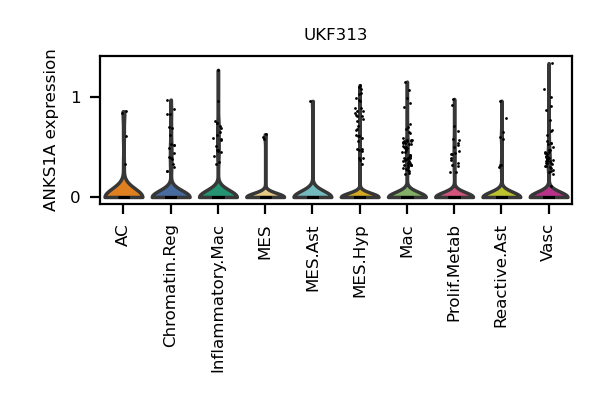 UKF313
ANKS1A expression
1
0
AC
Chromatin.Reg
Inflammatory.Mac
MES
MES.Ast
MES.Hyp
Mac
Prolif.Metab
Reactive.Ast
Vasc